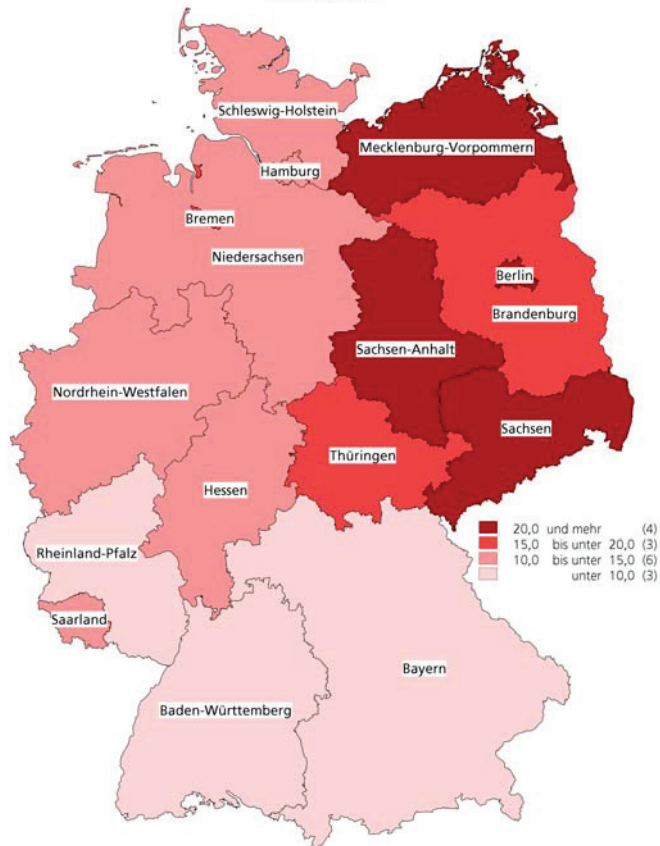 Schleswig-Holstein
Mecklenburg-Vorpommern
Hamburg
Bremen
Niedersachsen
Berlin
Brandenburg
Sachsen-Anhalt
Nordrhein-Westfalen
Sachsen
Thüringen
Hessen
Rheinland-Pfalz
Saarland
Bayern
Baden-Württemberg
20,0 und mehr (4)
15,0 bis unter 20,0 (3)
10,0 bis unter 15,0 (6)
unter 10,0 (3)